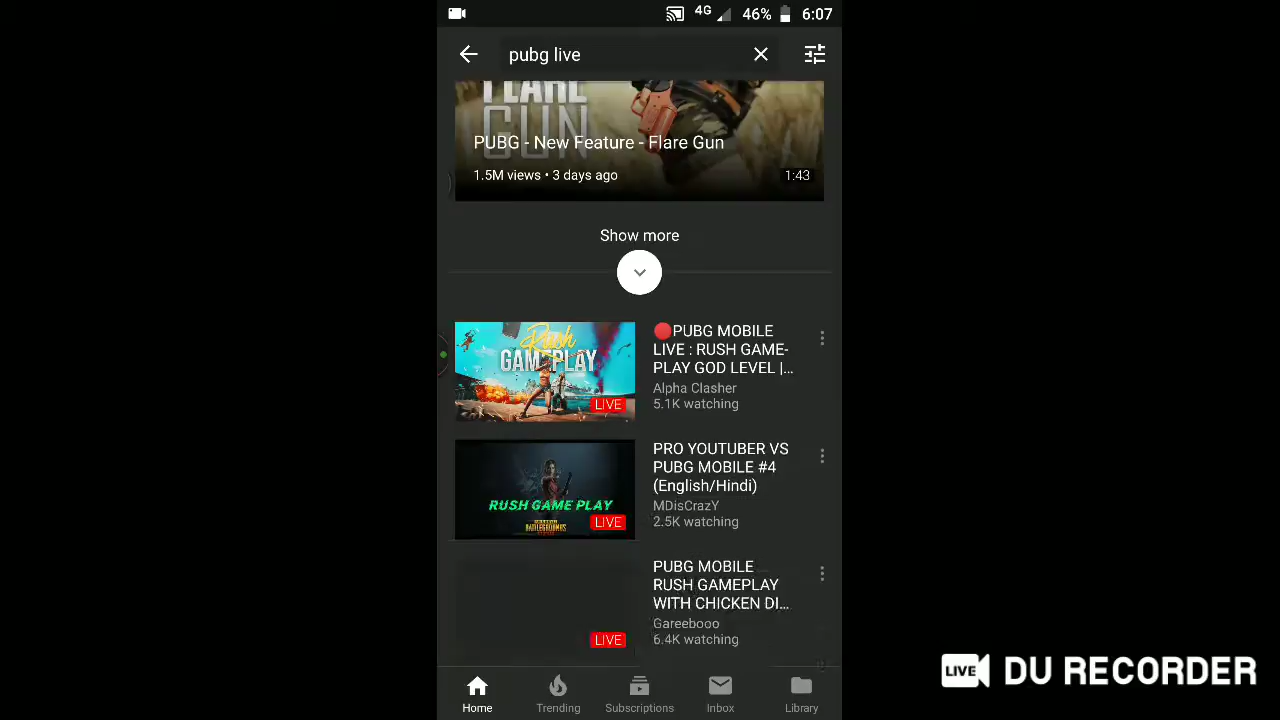 4G 46% 6:07
pubg live
FLARE
GUN
PUBG - New Feature - Flare Gun
1.5M views • 3 days ago
1:43
Show more
Rush
GAMEPLAY
LIVE
🔴PUBG MOBILE
LIVE : RUSH GAME-
PLAY GOD LEVEL |...
Alpha Clasher
5.1K watching
RUSH GAME PLAY
BATTLEGROUNDS
LIVE
PRO YOUTUBER VS
PUBG MOBILE #4
(English/Hindi)
MDisCrazY
2.5K watching
LIVE
PUBG MOBILE
RUSH GAMEPLAY
WITH CHICKEN DI...
Gareebooo
6.4K watching
Home Trending Subscriptions Inbox Library
LIVE DU RECORDER